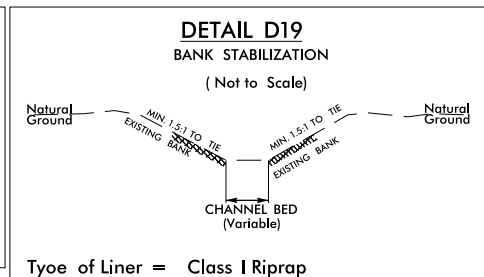 DETAIL D19
BANK STABILIZATION
( Not to Scale)
Natural
Ground
MIN. 1.5:1 TO TIE
EXISTING BANK
MIN. 1.5:1 TO TIE
EXISTING BANK
Natural
Ground
CHANNEL BED
(Variable)
Tyoe of Liner = Class I Riprap